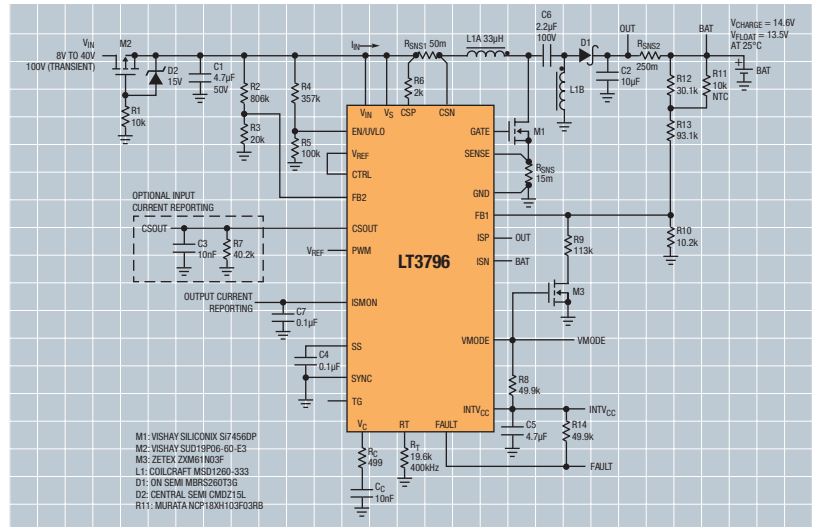 VIN
8V TO 40V
100V (TRANSIENT)
M2
D2
15V
R1
10k
C1
4.7µF
50V
R2
806k
R3
20k
R4
357k
R5
100k
IIN
RSNS1 50m
R6
2k
L1A 33µH
C6
2.2µF
100V
D1
L1B
C2
10µF
OUT
RSNS2
250m
BAT
VCHARGE = 14.6V
VFLOAT = 13.5V
AT 25°C
+
BAT
R12
30.1k
R11
10k
NTC
R13
93.1k
R10
10.2k
VIN
VS
CSP
CSN
EN/UVLO
VREF
CTRL
FB2
CSOUT
PWM
ISMON
SS
SYNC
TG
VC
RT
FAULT
GATE
SENSE
GND
FB1
ISP
ISN
VMODE
INTVCC
LT3796
M1
RSNS
15m
OUT
BAT
R9
113k
M3
VMODE
R8
49.9k
INTVCC
C5
4.7µF
R14
49.9k
FAULT
OPTIONAL INPUT
CURRENT REPORTING
CSOUT
C3
10nF
R7
40.2k
VREF
OUTPUT CURRENT
REPORTING
C7
0.1µF
C4
0.1µF
RC
499
CC
10nF
RT
19.6k
400kHz
M1: VISHAY SILICONIX Si7456DP
M2: VISHAY SUD19P06-60-E3
M3: ZETEX ZXM61N03F
L1: COILCRAFT MSD1260-333
D1: ON SEMI MBRS260T3G
D2: CENTRAL SEMI CMDZ15L
R11: MURATA NCP18XH103F03RB